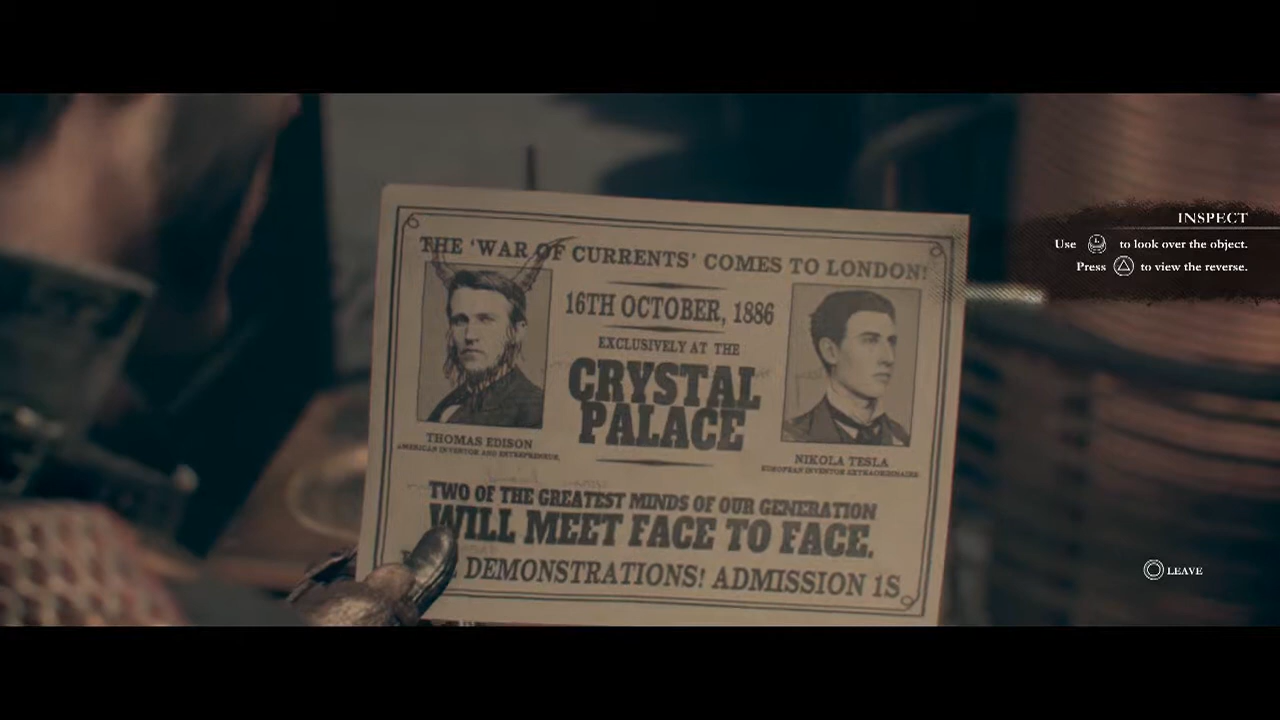 THE 'WAR OF CURRENTS' COMES TO LONDON!
16TH OCTOBER, 1886
EXCLUSIVELY AT THE
CRYSTAL
PALACE
THOMAS EDISON
AMERICAN INVENTOR AND ENTREPRENEUR.
NIKOLA TESLA
EUROPEAN INVENTOR EXTRAORDINAIRE
TWO OF THE GREATEST MINDS OF OUR GENERATION
WILL MEET FACE TO FACE.
DEMONSTRATIONS! ADMISSION 1S
INSPECT
Use L to look over the object.
Press to view the reverse.
LEAVE